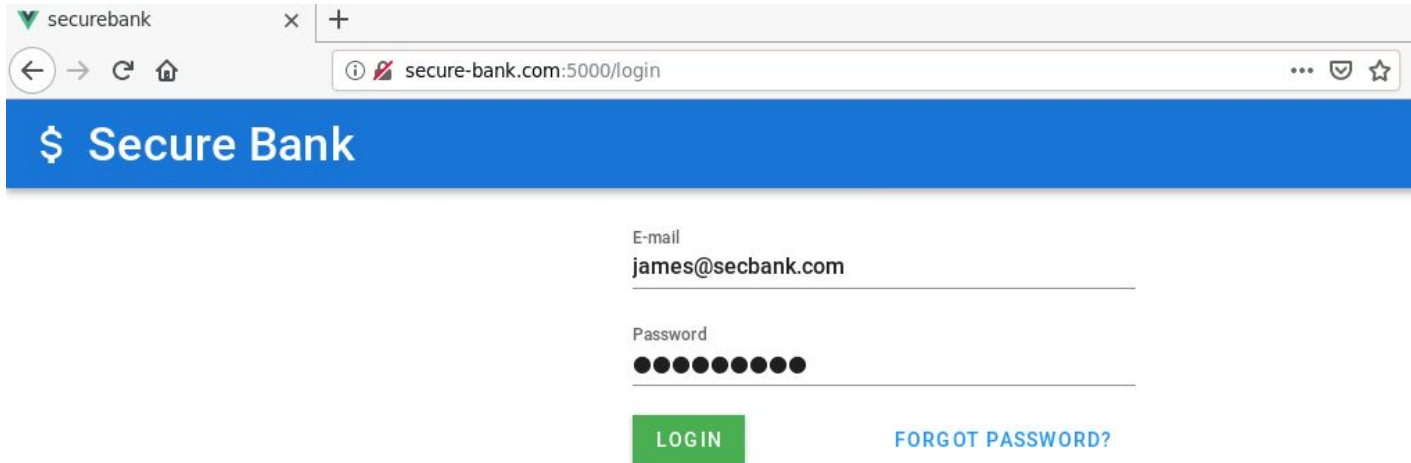 securebank
secure-bank.com:5000/login
$ Secure Bank
E-mail
james@secbank.com
Password
●●●●●●●●●
LOGIN FORGOT PASSWORD?